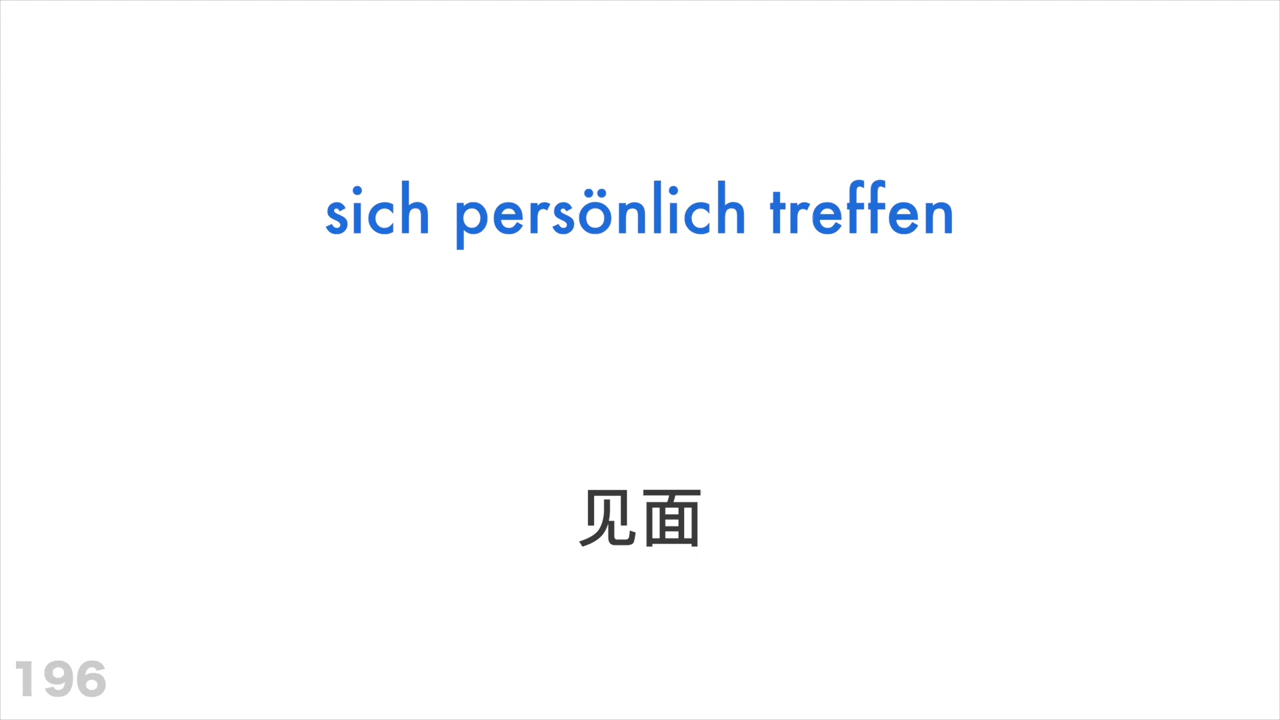 sich persönlich treffen
见面
196